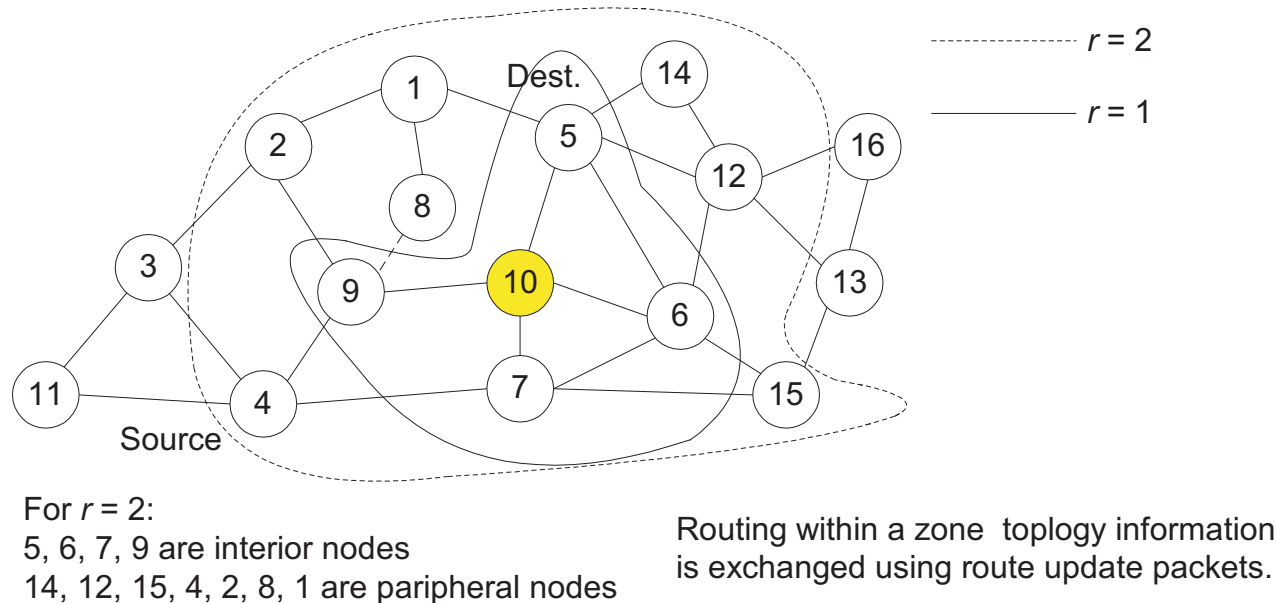 r = 2
14
Dest.
1
r = 1
5
16
2
12
8
3
10
13
9
6
7
11
15
4
Source
For r = 2:
5, 6, 7, 9 are interior nodes
14, 12, 15, 4, 2, 8, 1 are paripheral nodes
Routing within a zone toplogy information
is exchanged using route update packets.